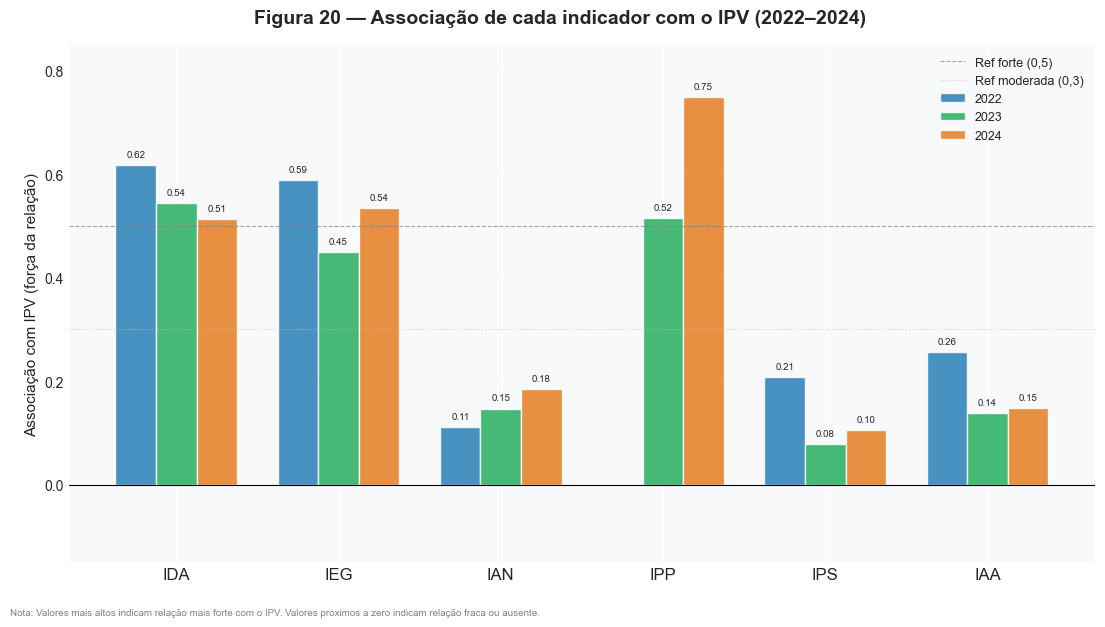 Figura 20 — Associação de cada indicador com o IPV (2022–2024)
Ref forte (0,5)
Ref moderada (0,3)
2022
2023
2024
Associação com IPV (força da relação)
0.8
0.6
0.4
0.2
0.0
0.62
0.54
0.51
0.59
0.45
0.54
0.11
0.15
0.18
0.52
0.75
0.21
0.08
0.10
0.26
0.14
0.15
IDA
IEG
IAN
IPP
IPS
IAA
Nota: Valores mais altos indicam relação mais forte com o IPV. Valores próximos a zero indicam relação fraca ou ausente.